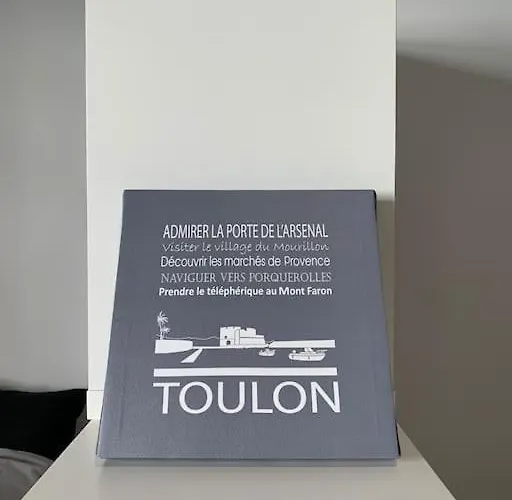 ADMIRER LA PORTE DE L'ARSENAL
Visiter le village du Mourillon
Découvrir les marchés de Provence
NAVIGUER VERS PORQUEROLLES
Prendre le téléphérique au Mont Faron
TOULON